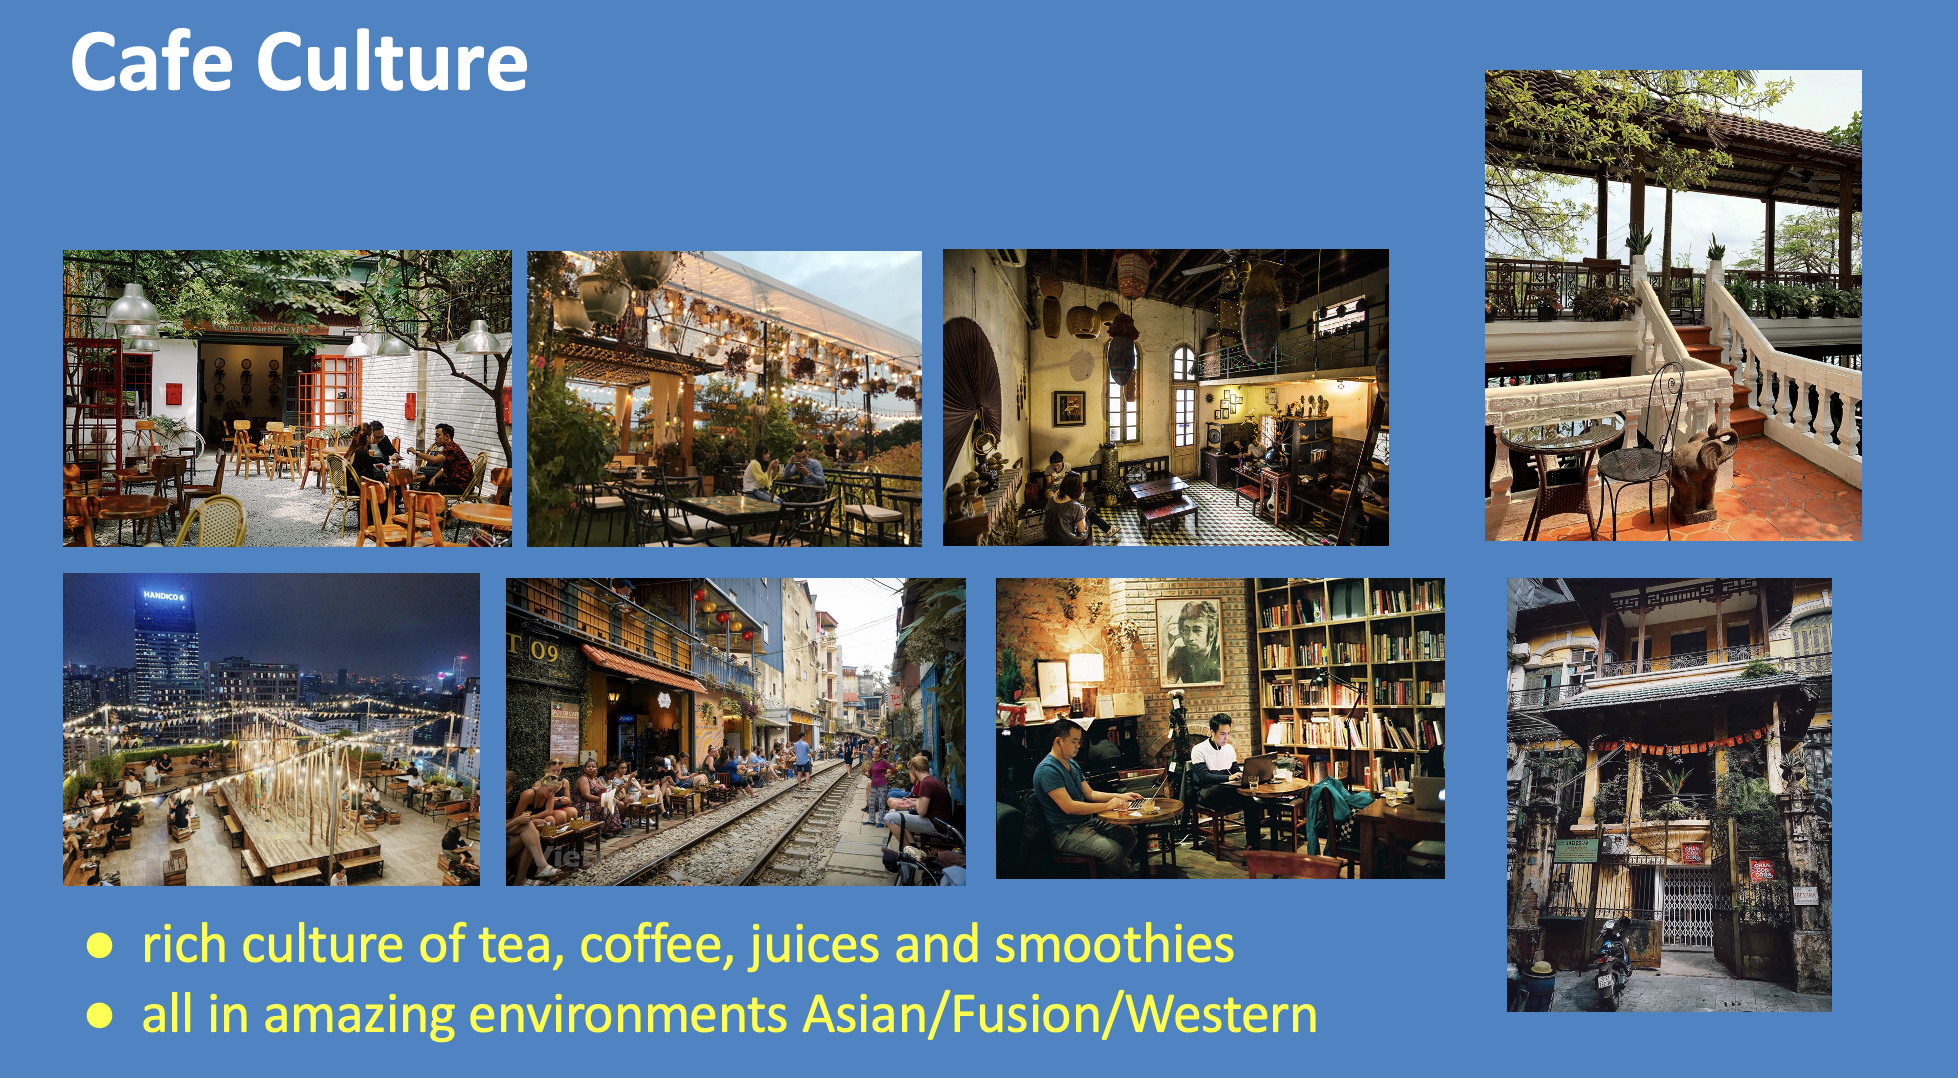 Cafe Culture
HANDICO 6
T 09
rich culture of tea, coffee, juices and smoothies
all in amazing environments Asian/Fusion/Western